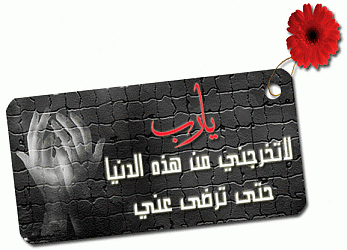 يارب
لاتخرجني من هذه الدنيا
حتى ترضى عني